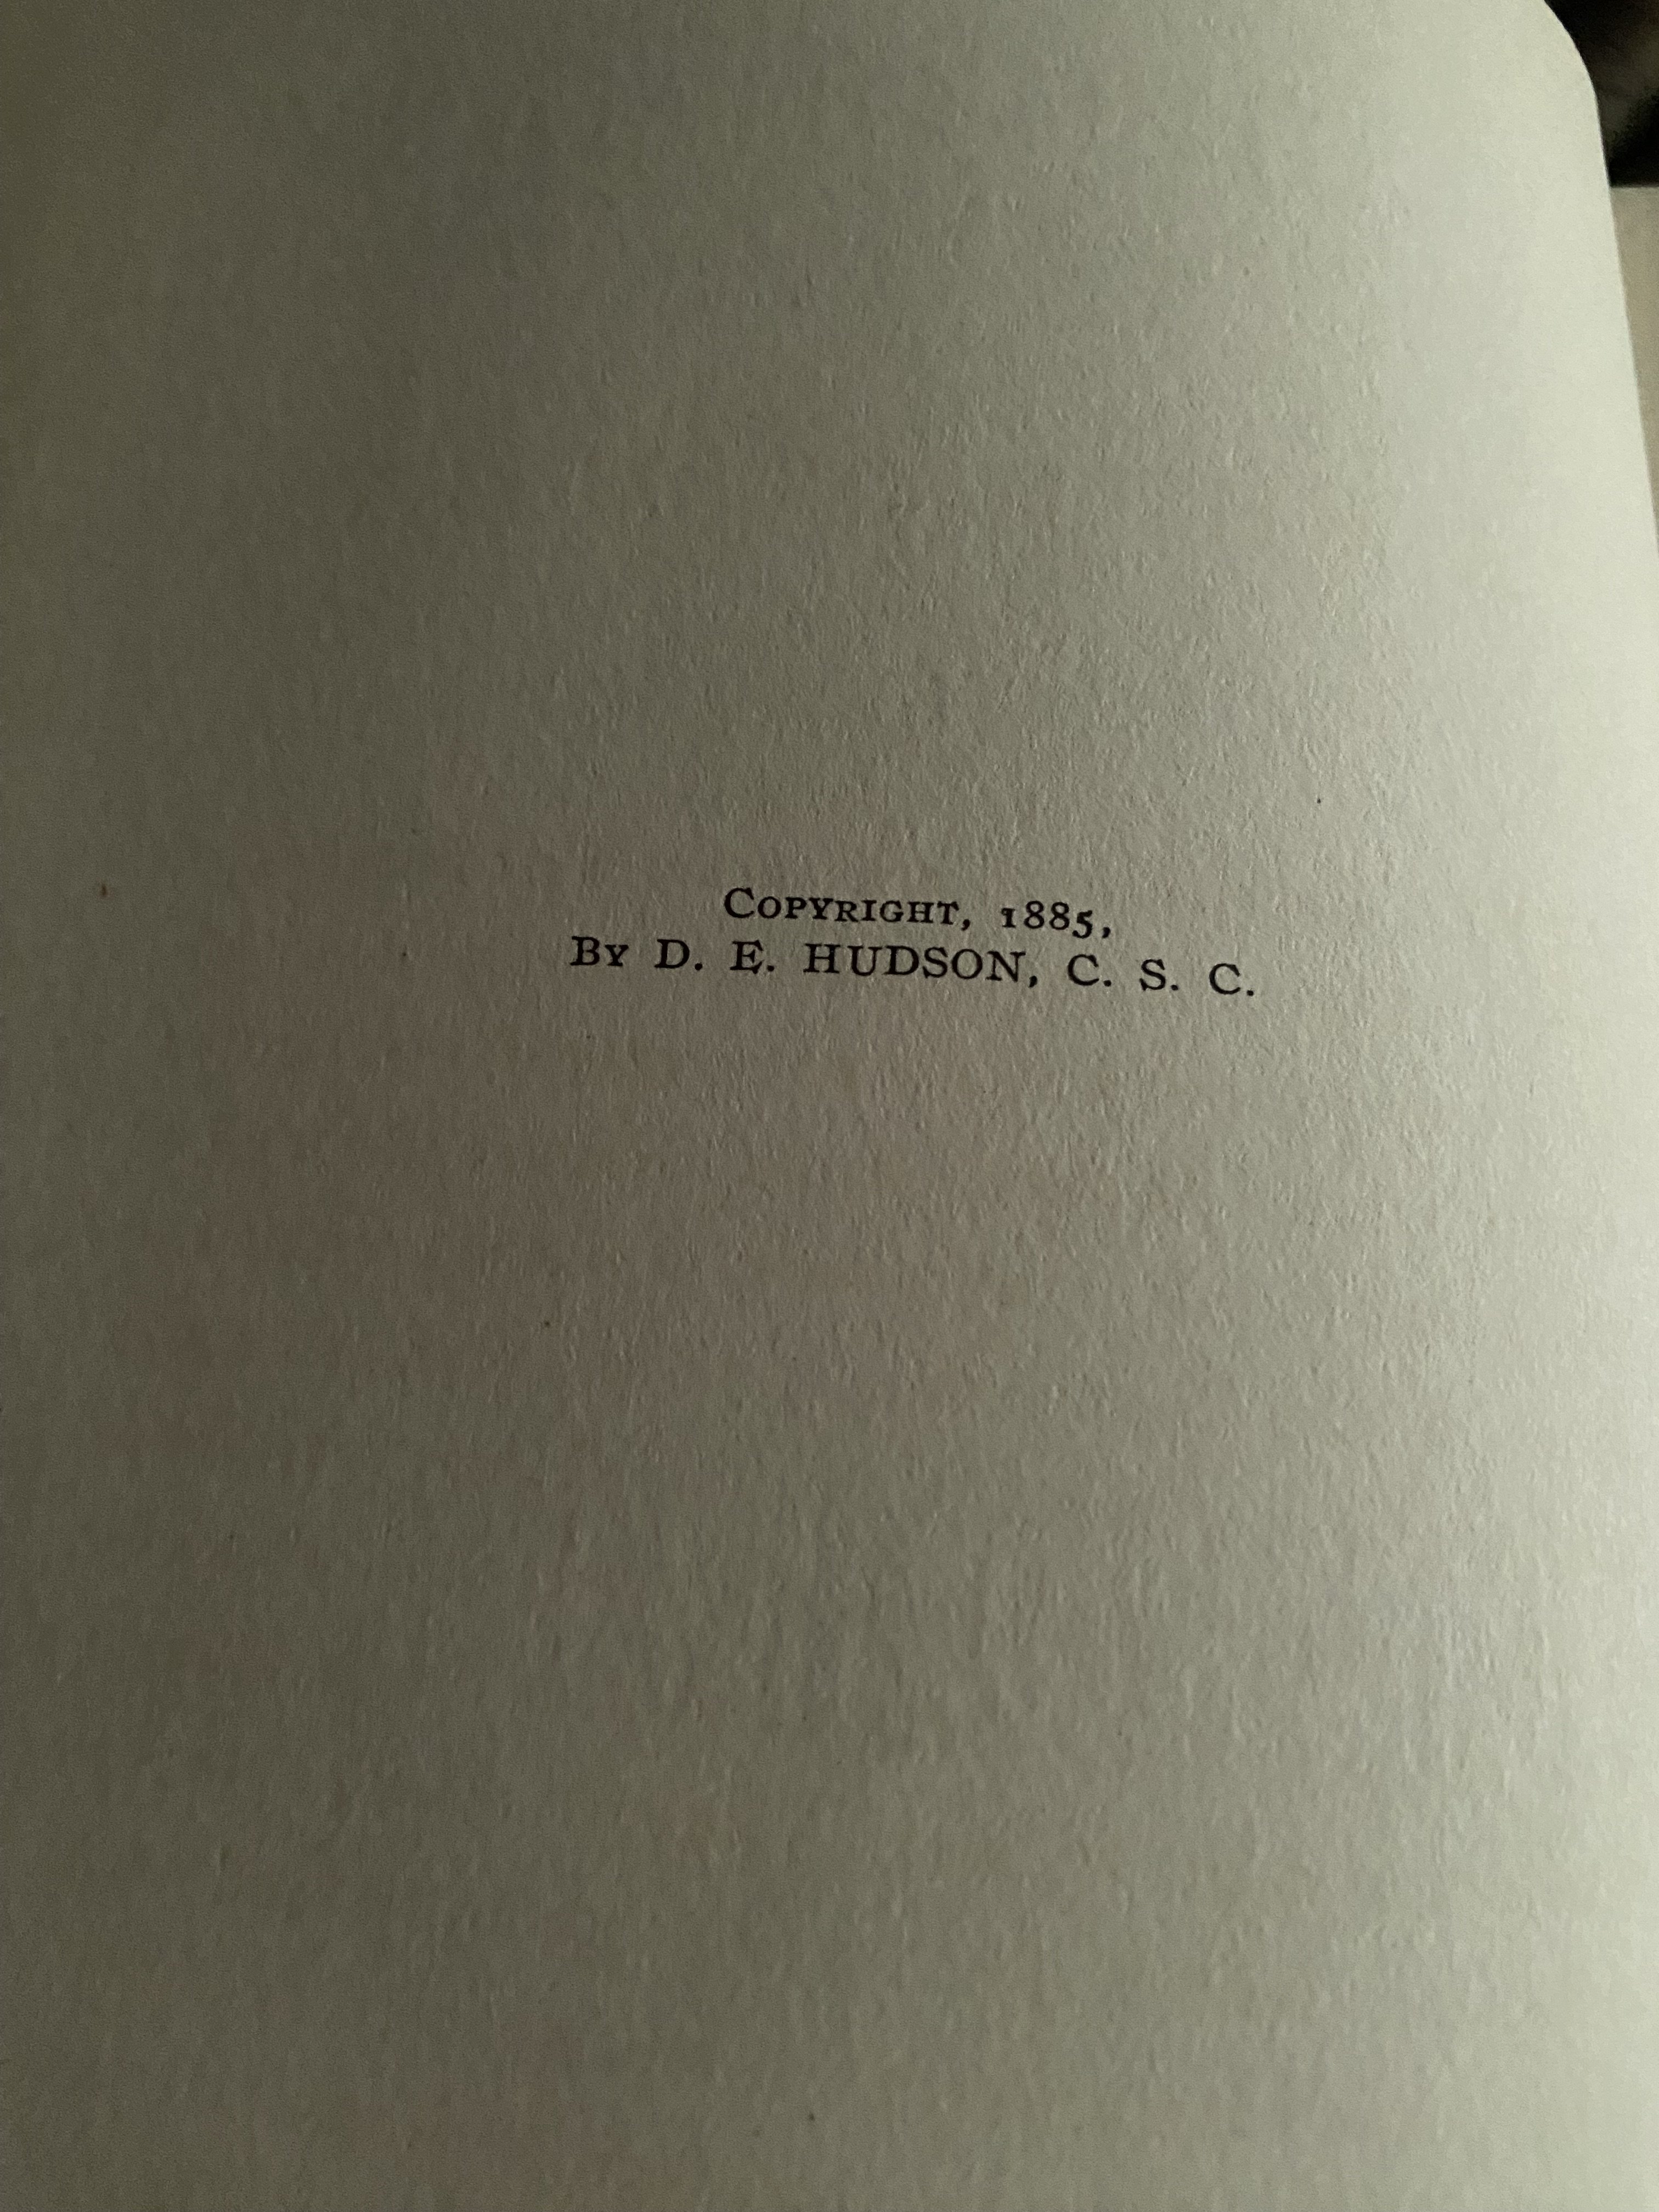 Copyright, 1885,
By D. E. HUDSON, C. S. C.